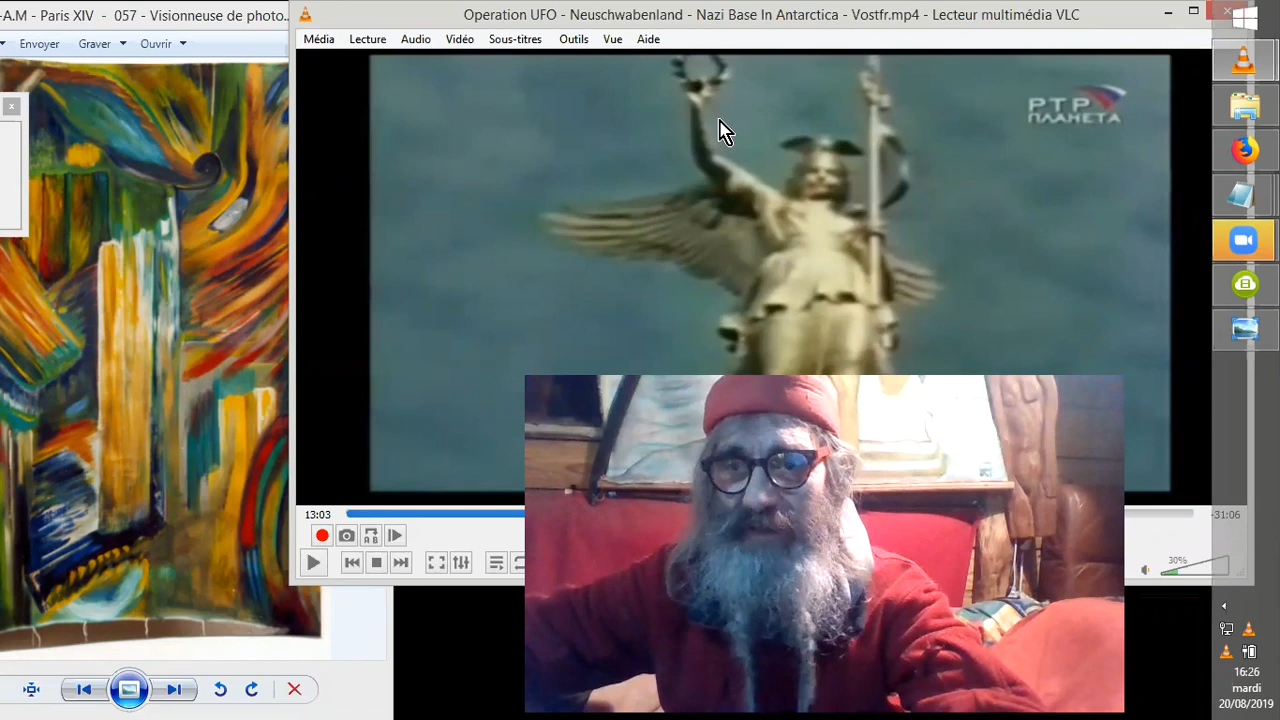 -A.M - Paris XIV - 057 - Visionneuse de photo...
Envoyer Graver Ouvrir
Operation UFO - Neuschwabenland - Nazi Base In Antarctica - Vostfr.mp4 - Lecteur multimédia VLC
Média Lecture Audio Vidéo Sous-titres Outils Vue Aide
РТР
ПЛАНЕТА
13:03
-31:06
A B
30%
16:26
mardi
20/08/2019